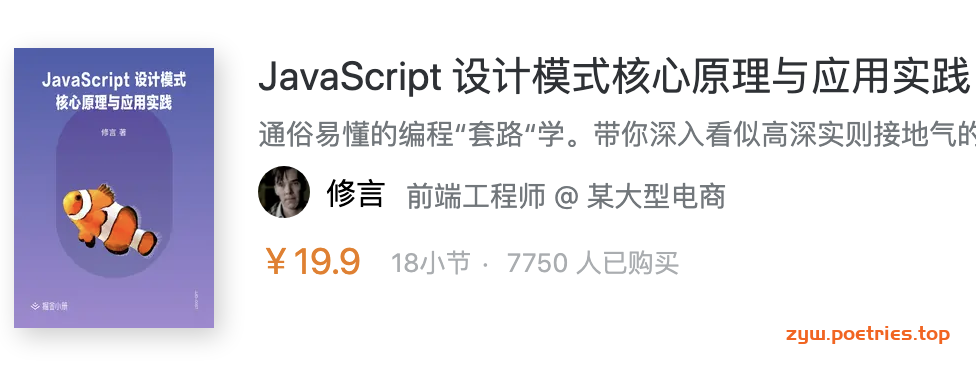 JavaScript 设计模式
核心原理与应用实践
修言 著
掘金小册
JavaScript 设计模式核心原理与应用实践
通俗易懂的编程“套路“学。带你深入看似高深实则接地气的
修言 前端工程师 @ 某大型电商
￥19.9 18小节 · 7750 人已购买
zyw.poetries.top